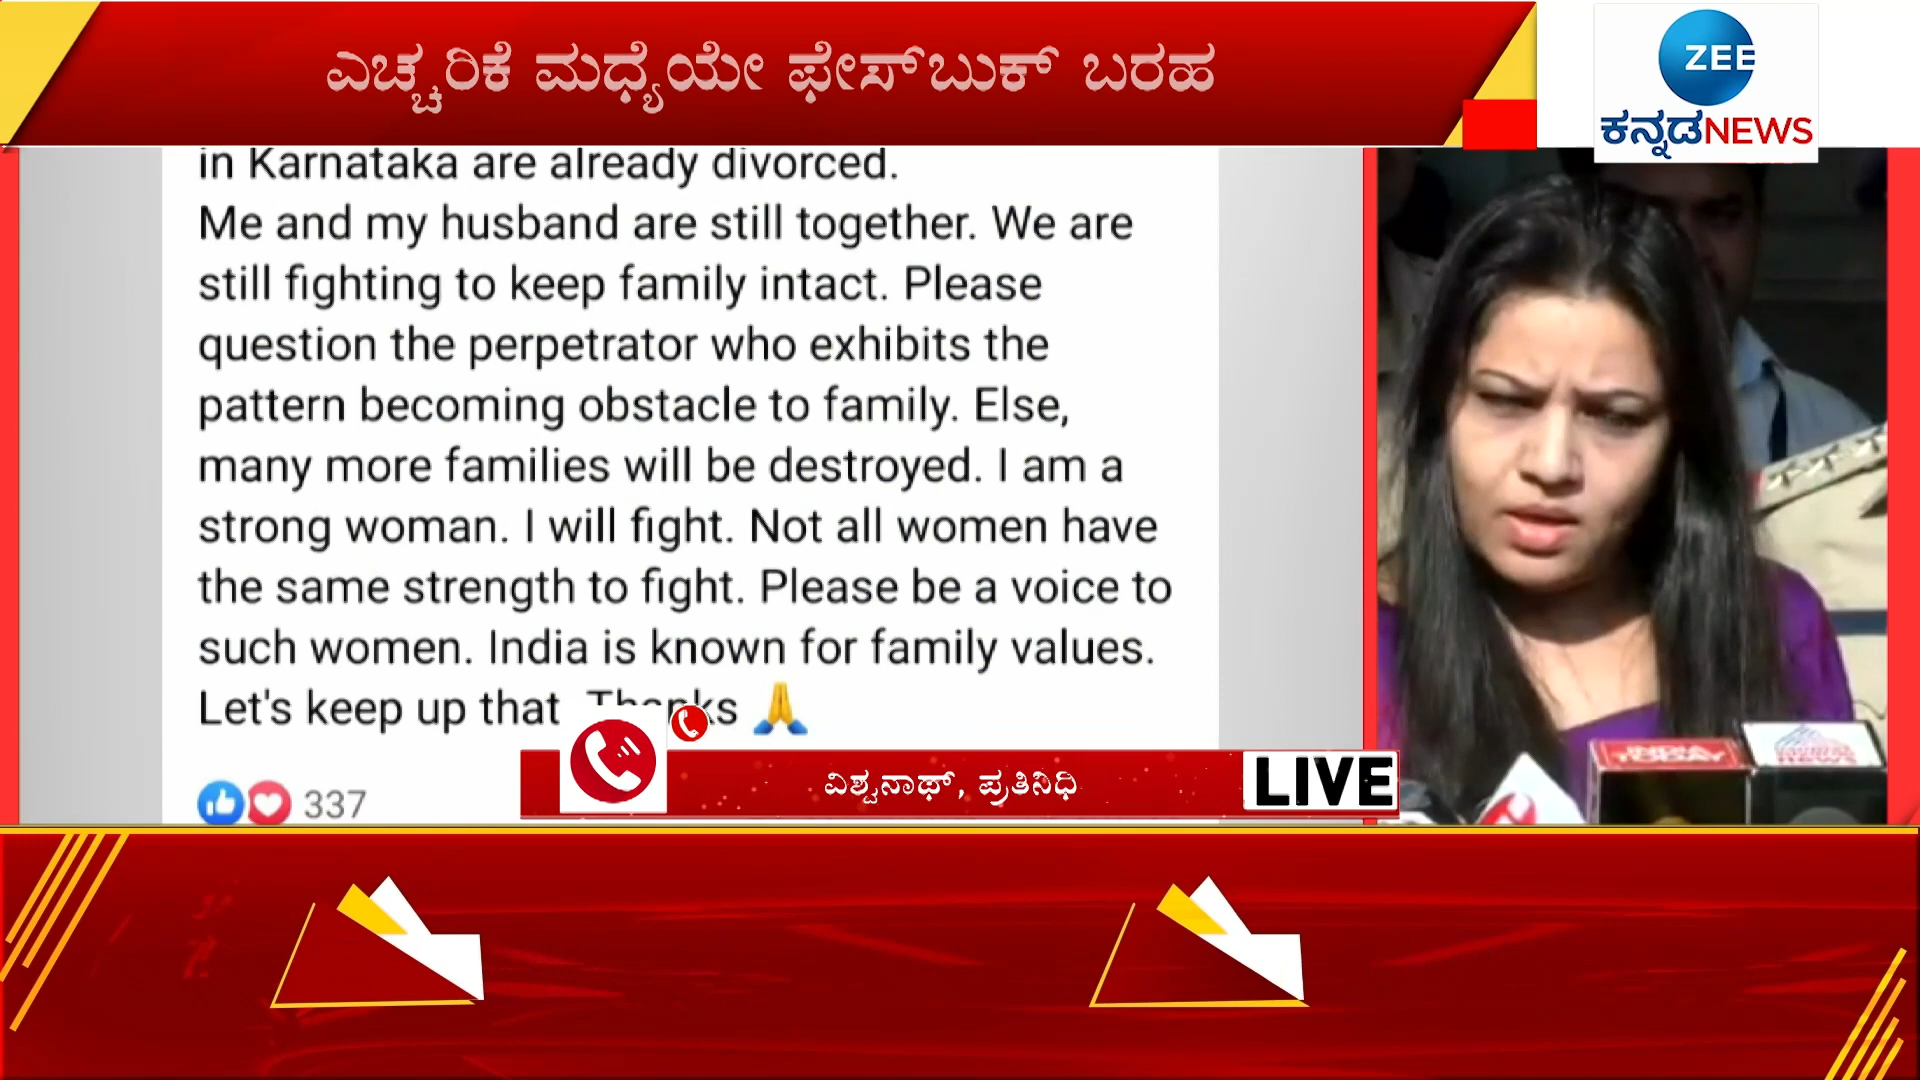 ಎಚ್ಚರಿಕೆ ಮಧ್ಯೆಯೇ ಫೇಸ್‌ಬುಕ್ ಬರಹ
ZEE
ಕನ್ನಡNEWS
in Karnataka are already divorced.
Me and my husband are still together. We are
still fighting to keep family intact. Please
question the perpetrator who exhibits the
pattern becoming obstacle to family. Else,
many more families will be destroyed. I am a
strong woman. I will fight. Not all women have
the same strength to fight. Please be a voice to
such women. India is known for family values.
Let's keep up that Thanks 🙏
337
ವಿಶ್ವನಾಥ್, ಪ್ರತಿನಿಧಿ
LIVE
INDIA
TODAY
NEWS